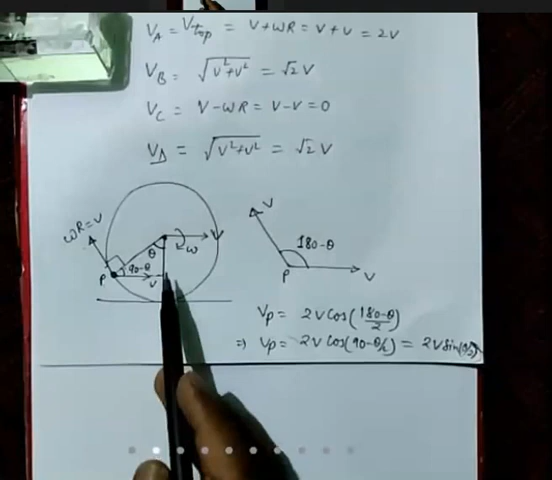 V_A = V_top = V+ωR = V+V = 2V
V_B = √(V²+V²) = √2 V
V_C = V-ωR = V-V = 0
V_D = √(V²+V²) = √2 V
ωR=V
θ
ω
V
P
90-θ
V
V
180-θ
P
V
V_P = 2V cos(180-θ/2)
⇒ V_P = 2V cos(90-θ/2) = 2V sin(θ/2)